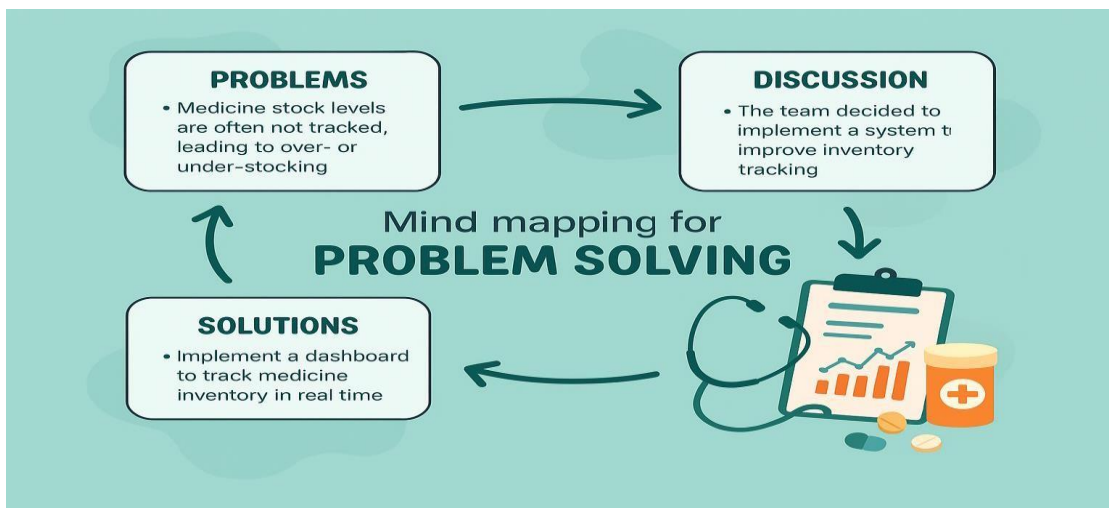 PROBLEMS
• Medicine stock levels
are often not tracked,
leading to over- or
under-stocking
DISCUSSION
• The team decided to
implement a system t
improve inventory
tracking
Mind mapping for
PROBLEM SOLVING
SOLUTIONS
• Implement a dashboard
to track medicine
inventory in real time